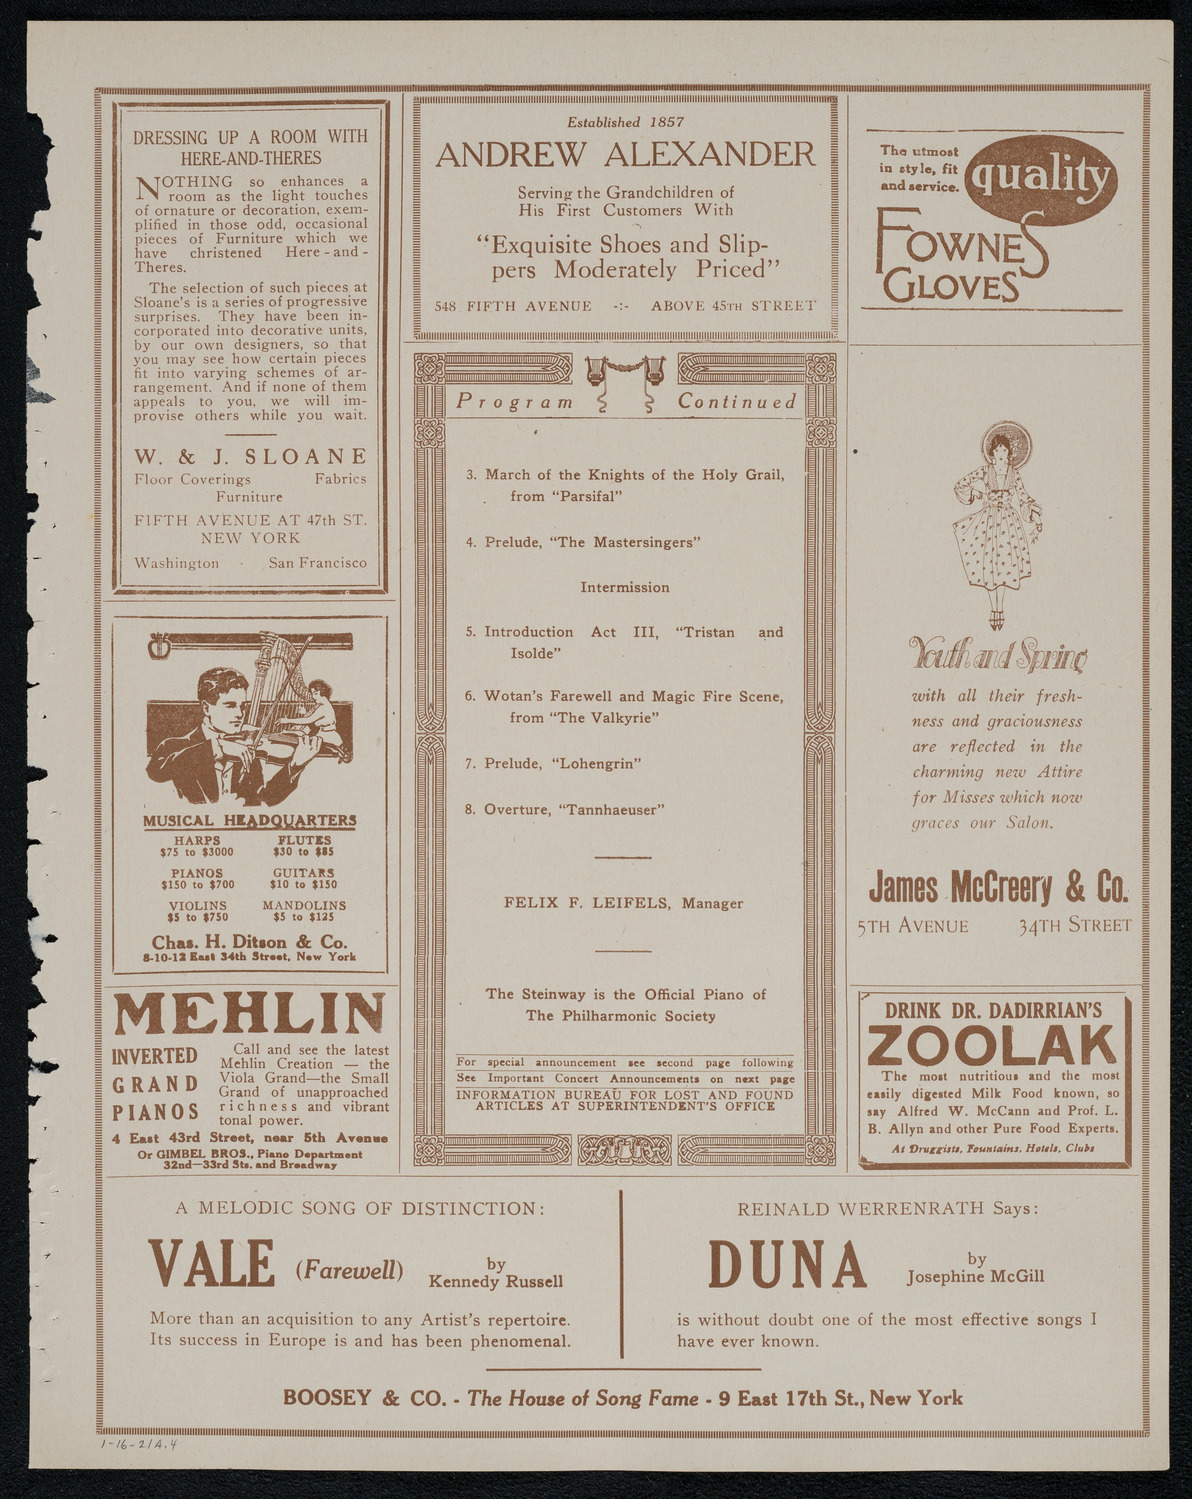 DRESSING UP A ROOM WITH
HERE-AND-THERES
NOTHING so enhances a
room as the light touches
of ornature or decoration, exem-
plified in those odd, occasional
pieces of Furniture which we
have christened Here - and -
Theres.
The selection of such pieces at
Sloane's is a series of progressive
surprises. They have been in-
corporated into decorative units,
by our own designers, so that
you may see how certain pieces
fit into varying schemes of ar-
rangement. And if none of them
appeals to you, we will im-
provise others while you wait.
W. & J. SLOANE
Floor Coverings Fabrics
Furniture
FIFTH AVENUE AT 47th ST.
NEW YORK
Washington San Francisco
MUSICAL HEADQUARTERS
HARPS FLUTES
$75 to $3000 $30 to $85
PIANOS GUITARS
$150 to $700 $10 to $150
VIOLINS MANDOLINS
$5 to $750 $5 to $125
Chas. H. Ditson & Co.
8-10-12 East 34th Street, New York
MEHLIN
INVERTED
GRAND
PIANOS
Call and see the latest
Mehlin Creation — the
Viola Grand—the Small
Grand of unapproached
richness and vibrant
tonal power.
4 East 43rd Street, near 5th Avenue
Or GIMBEL BROS., Piano Department
32nd—33rd Sts. and Broadway
Established 1857
ANDREW ALEXANDER
Serving the Grandchildren of
His First Customers With
"Exquisite Shoes and Slip-
pers Moderately Priced"
548 FIFTH AVENUE -:- ABOVE 45TH STREET
Program Continued
3. March of the Knights of the Holy Grail,
from "Parsifal"
4. Prelude, "The Mastersingers"
Intermission
5. Introduction Act III, "Tristan and
Isolde"
6. Wotan's Farewell and Magic Fire Scene,
from "The Valkyrie"
7. Prelude, "Lohengrin"
8. Overture, "Tannhaeuser"
FELIX F. LEIFELS, Manager
The Steinway is the Official Piano of
The Philharmonic Society
For special announcement see second page following
See Important Concert Announcements on next page
INFORMATION BUREAU FOR LOST AND FOUND
ARTICLES AT SUPERINTENDENT'S OFFICE
The utmost
in style, fit
and service.
quality
FOWNES
GLOVES
Youth and Spring
with all their fresh-
ness and graciousness
are reflected in the
charming new Attire
for Misses which now
graces our Salon.
James McCreery & Co.
5TH AVENUE 34TH STREET
DRINK DR. DADIRRIAN'S
ZOOLAK
The most nutritious and the most
easily digested Milk Food known, so
say Alfred W. McCann and Prof. L.
B. Allyn and other Pure Food Experts.
At Druggists, Fountains, Hotels, Clubs
A MELODIC SONG OF DISTINCTION:
VALE (Farewell) by
Kennedy Russell
More than an acquisition to any Artist's repertoire.
Its success in Europe is and has been phenomenal.
REINALD WERRENRATH Says:
DUNA by
Josephine McGill
is without doubt one of the most effective songs I
have ever known.
BOOSEY & CO. - The House of Song Fame - 9 East 17th St., New York
1-16-21A.4